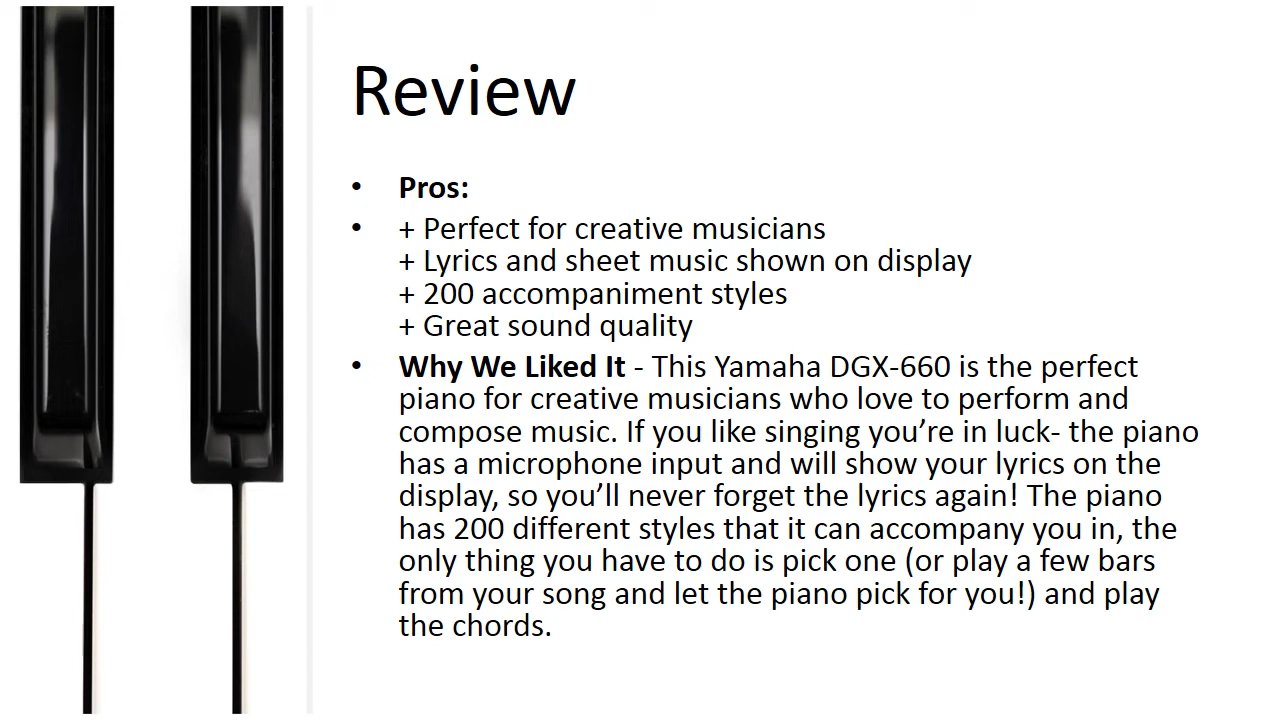 Review
• Pros:
• + Perfect for creative musicians
+ Lyrics and sheet music shown on display
+ 200 accompaniment styles
+ Great sound quality
• Why We Liked It - This Yamaha DGX-660 is the perfect
piano for creative musicians who love to perform and
compose music. If you like singing you’re in luck- the piano
has a microphone input and will show your lyrics on the
display, so you’ll never forget the lyrics again! The piano
has 200 different styles that it can accompany you in, the
only thing you have to do is pick one (or play a few bars
from your song and let the piano pick for you!) and play
the chords.